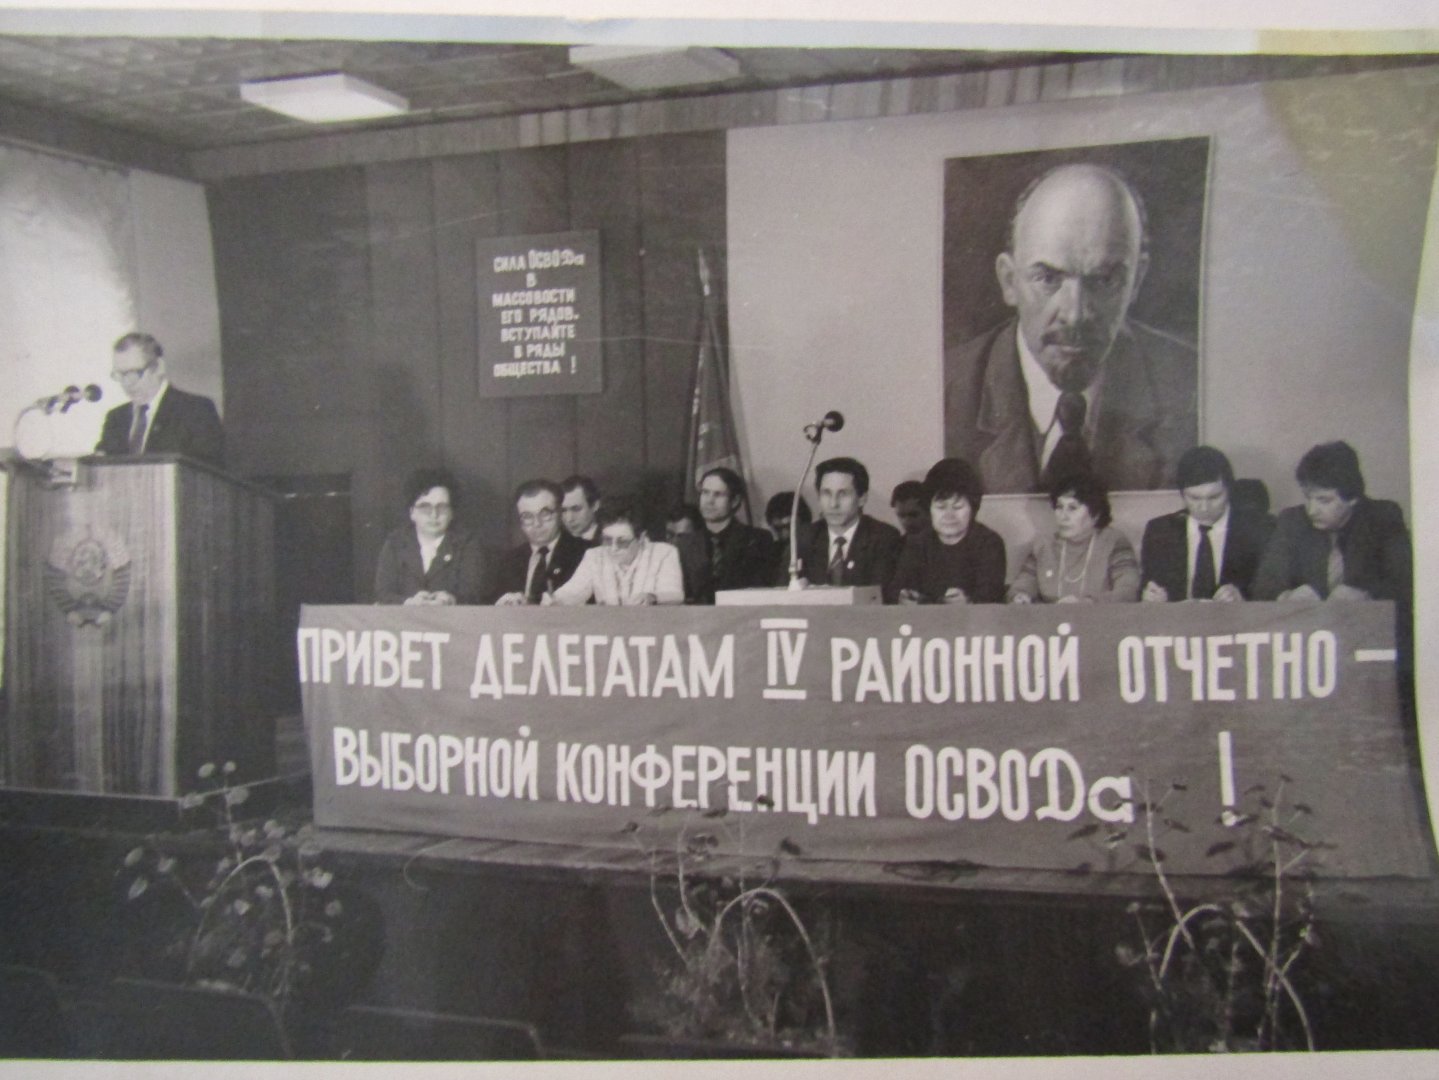 СИЛА ОСВОДа
В
МАССОВОСТИ
ЕГО РЯДОВ.
ВСТУПАЙТЕ
В РЯДЫ
ОБЩЕСТВА !
ПРИВЕТ ДЕЛЕГАТАМ IV РАЙОННОЙ ОТЧЕТНО –
ВЫБОРНОЙ КОНФЕРЕНЦИИ ОСВОДа !